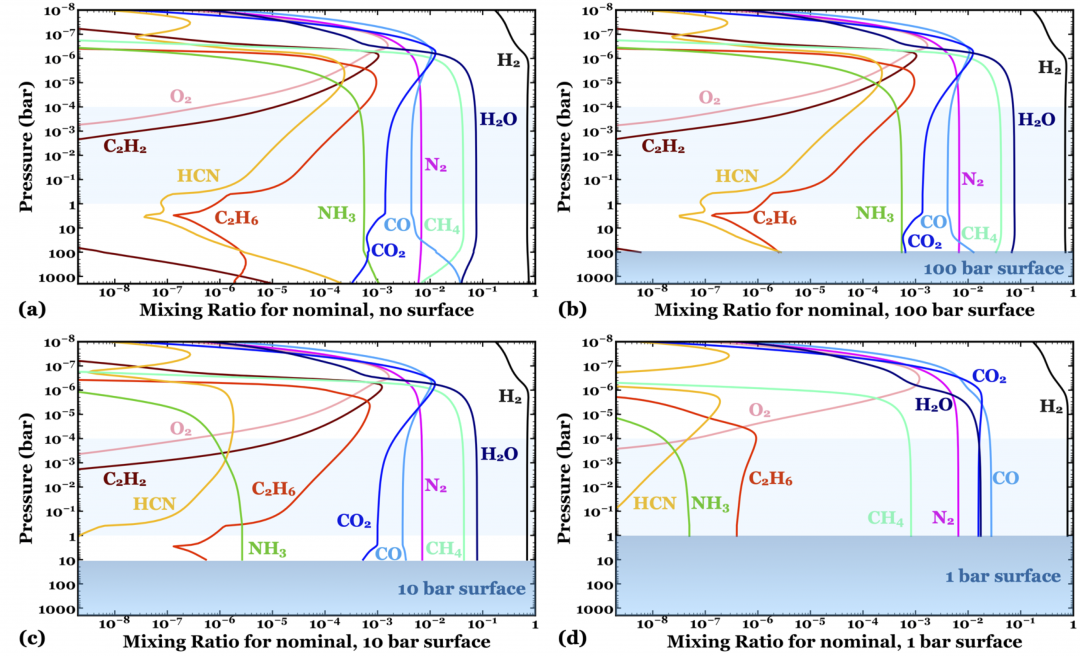 10⁻⁸
10⁻⁷
10⁻⁶
10⁻⁵
10⁻⁴
10⁻³
10⁻²
10⁻¹
1
10
100
1000
Pressure (bar)
H₂
O₂
H₂O
C₂H₂
HCN
N₂
C₂H₆
NH₃
CO
CH₄
CO₂
10⁻⁸ 10⁻⁷ 10⁻⁶ 10⁻⁵ 10⁻⁴ 10⁻³ 10⁻² 10⁻¹ 1
(a)
Mixing Ratio for nominal, no surface
10⁻⁸
10⁻⁷
10⁻⁶
10⁻⁵
10⁻⁴
10⁻³
10⁻²
10⁻¹
1
10
100
1000
Pressure (bar)
H₂
O₂
H₂O
C₂H₂
HCN
N₂
C₂H₆
NH₃
CO
CH₄
CO₂
100 bar surface
10⁻⁸ 10⁻⁷ 10⁻⁶ 10⁻⁵ 10⁻⁴ 10⁻³ 10⁻² 10⁻¹ 1
(b)
Mixing Ratio for nominal, 100 bar surface
10⁻⁸
10⁻⁷
10⁻⁶
10⁻⁵
10⁻⁴
10⁻³
10⁻²
10⁻¹
1
10
100
1000
Pressure (bar)
H₂
O₂
H₂O
C₂H₂
C₂H₆
N₂
HCN
CO₂
NH₃
CO
CH₄
10 bar surface
10⁻⁸ 10⁻⁷ 10⁻⁶ 10⁻⁵ 10⁻⁴ 10⁻³ 10⁻² 10⁻¹ 1
(c)
Mixing Ratio for nominal, 10 bar surface
10⁻⁸
10⁻⁷
10⁻⁶
10⁻⁵
10⁻⁴
10⁻³
10⁻²
10⁻¹
1
10
100
1000
Pressure (bar)
CO₂
H₂O
H₂
O₂
C₂H₆
CO
HCN
NH₃
CH₄
N₂
1 bar surface
10⁻⁸ 10⁻⁷ 10⁻⁶ 10⁻⁵ 10⁻⁴ 10⁻³ 10⁻² 10⁻¹ 1
(d)
Mixing Ratio for nominal, 1 bar surface